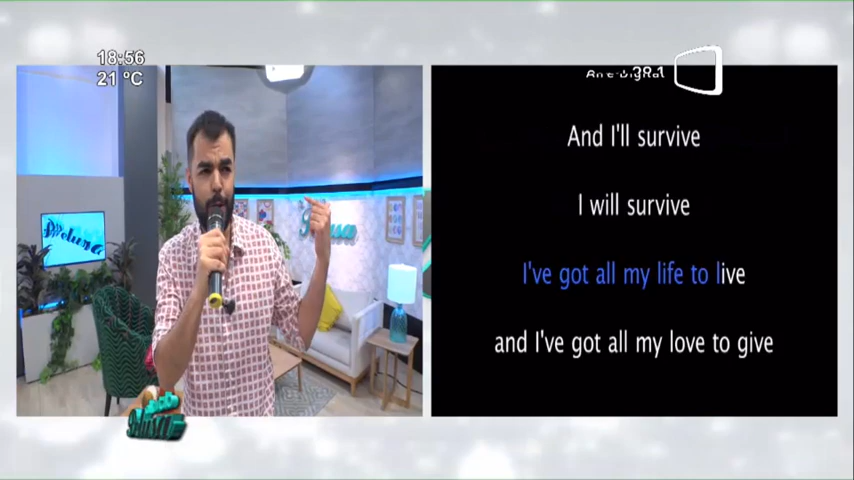 18:56
21 ºC
And I'll survive
I will survive
I've got all my life to live
and I've got all my love to give